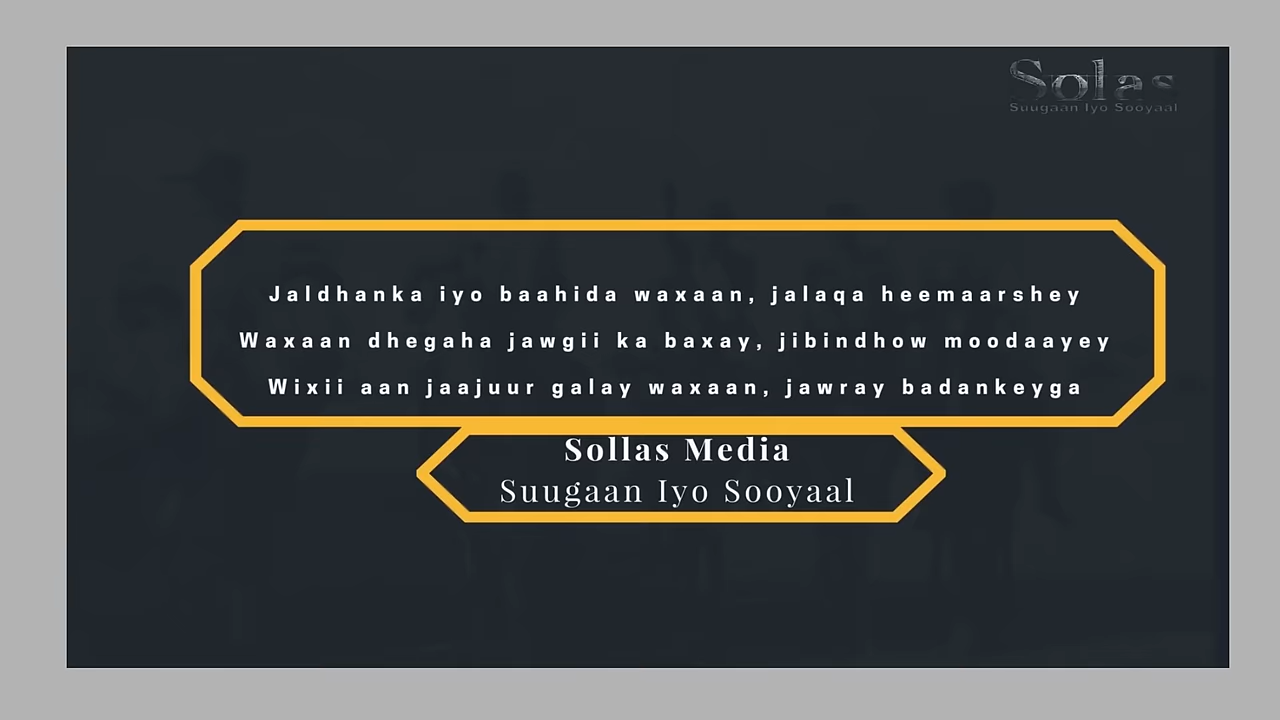 Solas
Suugaan Iyo Sooyaal
Jaldhanka iyo baahida waxaan, jalaqa heemaarshey
Waxaan dhegaha jawgii ka baxay, jibindhow moodaayey
Wixii aan jaajuur galay waxaan, jawray badankeyga
Sollas Media
Suugaan Iyo Sooyaal